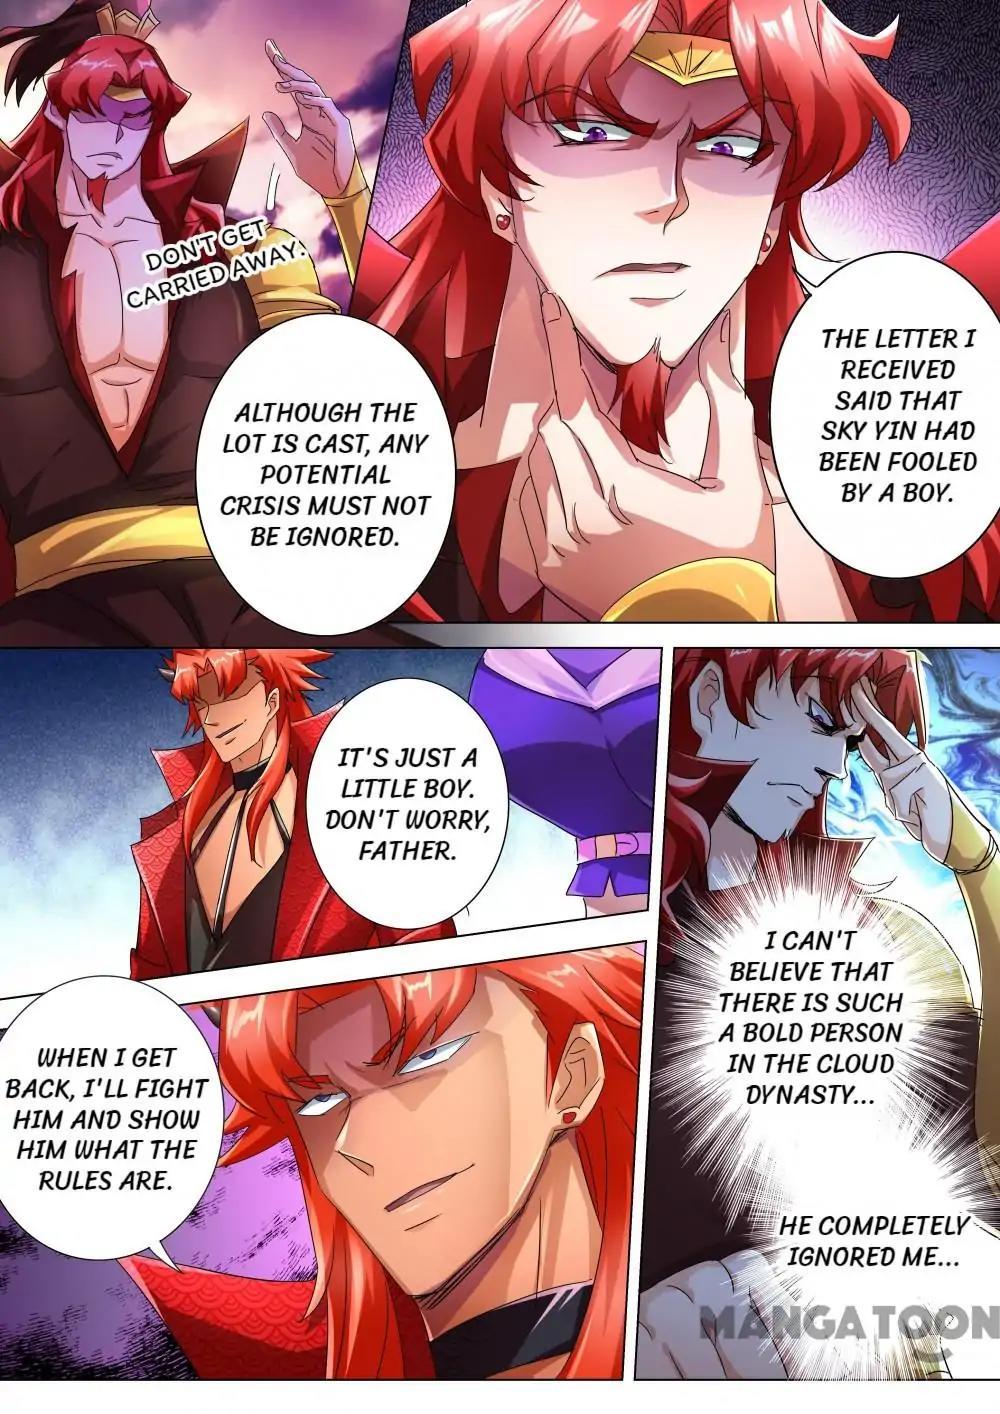 DON'T GET
CARRIED AWAY.
ALTHOUGH THE
LOT IS CAST, ANY
POTENTIAL
CRISIS MUST NOT
BE IGNORED.
THE LETTER I
RECEIVED
SAID THAT
SKY YIN HAD
BEEN FOOLED
BY A BOY.
IT'S JUST A
LITTLE BOY.
DON'T WORRY,
FATHER.
I CAN'T
BELIEVE THAT
THERE IS SUCH
A BOLD PERSON
IN THE CLOUD
DYNASTY...
WHEN I GET
BACK, I'LL FIGHT
HIM AND SHOW
HIM WHAT THE
RULES ARE.
HE COMPLETELY
IGNORED ME...
MANGATOON